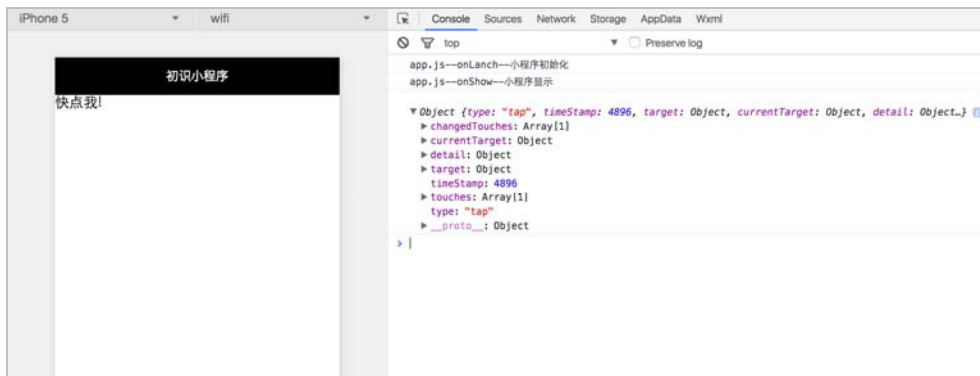 iPhone 5 wifi
Console Sources Network Storage AppData Wxml
top Preserve log
初识小程序
快点我!
app.js--onLanch--小程序初始化
app.js--onShow--小程序显示
Object {type: "tap", timeStamp: 4896, target: Object, currentTarget: Object, detail: Object…}
changedTouches: Array[1]
currentTarget: Object
detail: Object
target: Object
timeStamp: 4896
touches: Array[1]
type: "tap"
__proto__: Object